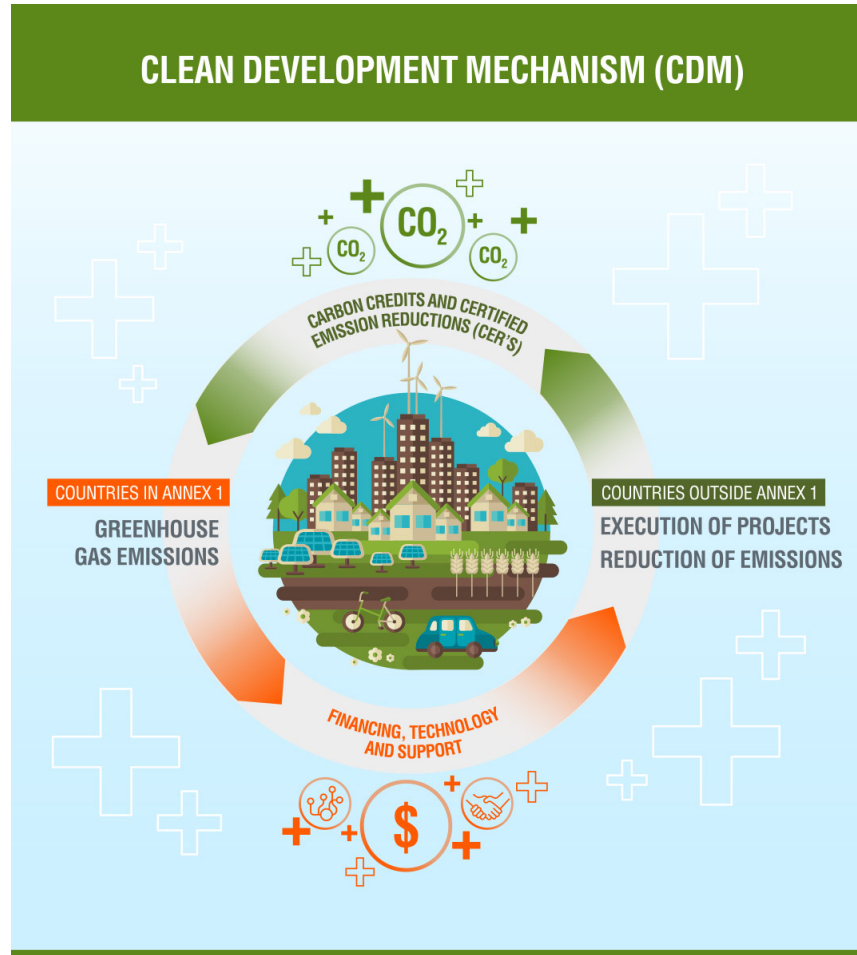 CLEAN DEVELOPMENT MECHANISM (CDM)
CO₂
CO₂
CO₂
CARBON CREDITS AND CERTIFIED
EMISSION REDUCTIONS (CER'S)
COUNTRIES IN ANNEX 1
GREENHOUSE
GAS EMISSIONS
COUNTRIES OUTSIDE ANNEX 1
EXECUTION OF PROJECTS
REDUCTION OF EMISSIONS
FINANCING, TECHNOLOGY
AND SUPPORT
$